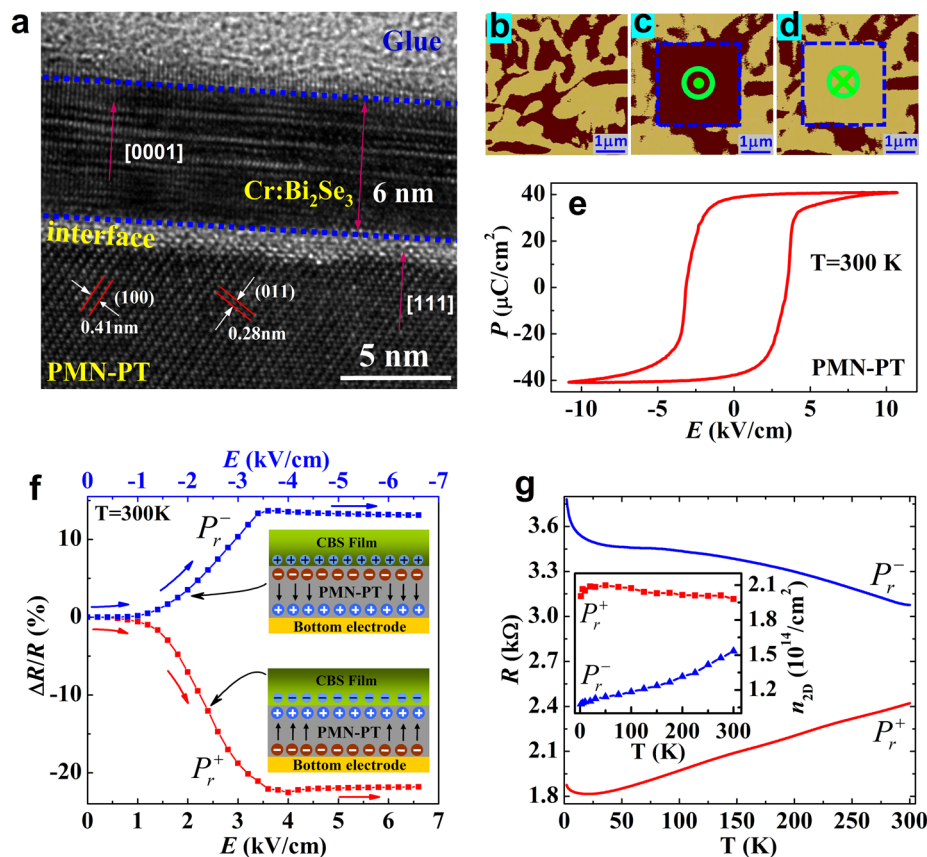 a
Glue
[0001]
Cr:Bi₂Se₃
6 nm
interface
(100)
0.41nm
(011)
0.28nm
[111]
PMN-PT
5 nm
b
1μm
c
1μm
d
1μm
e
P (μC/cm²)
40
20
0
-20
-40
T=300 K
PMN-PT
-10
-5
0
5
10
E (kV/cm)
f
E (kV/cm)
0
-1
-2
-3
-4
-5
-6
-7
T=300K
ΔR/R (%)
10
0
-10
-20
Pᵣ⁻
CBS Film
PMN-PT
Bottom electrode
CBS Film
PMN-PT
Bottom electrode
Pᵣ⁺
0
1
2
3
4
5
6
7
E (kV/cm)
g
R (kΩ)
3.6
3.3
3.0
2.7
2.4
2.1
1.8
Pᵣ⁻
Pᵣ⁺
Pᵣ⁺
Pᵣ⁻
2.1
1.8
1.5
1.2
n₂D (10¹⁴/cm²)
0
100
200
300
T (K)
0
50
100
150
200
250
300
T (K)